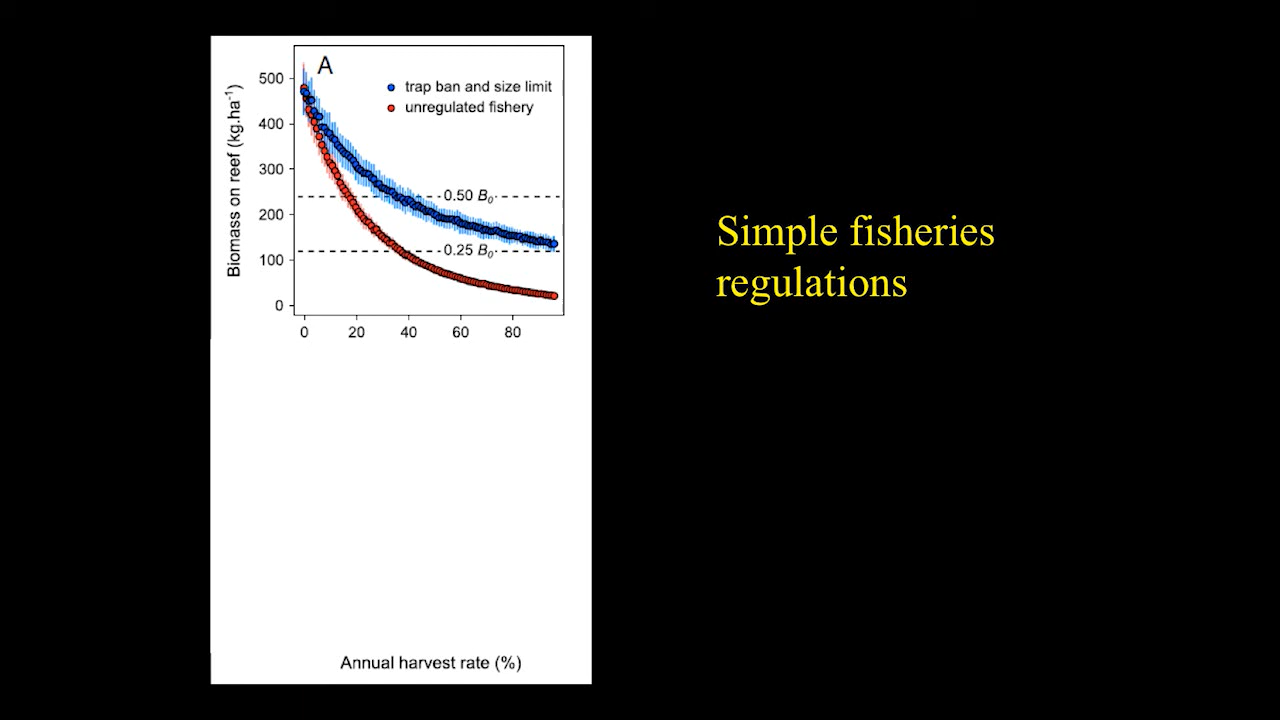 A
trap ban and size limit
unregulated fishery
Biomass on reef (kg.ha⁻¹)
500
400
300
200
100
0
0.50 B₀
0.25 B₀
0 20 40 60 80
Annual harvest rate (%)
Simple fisheries
regulations